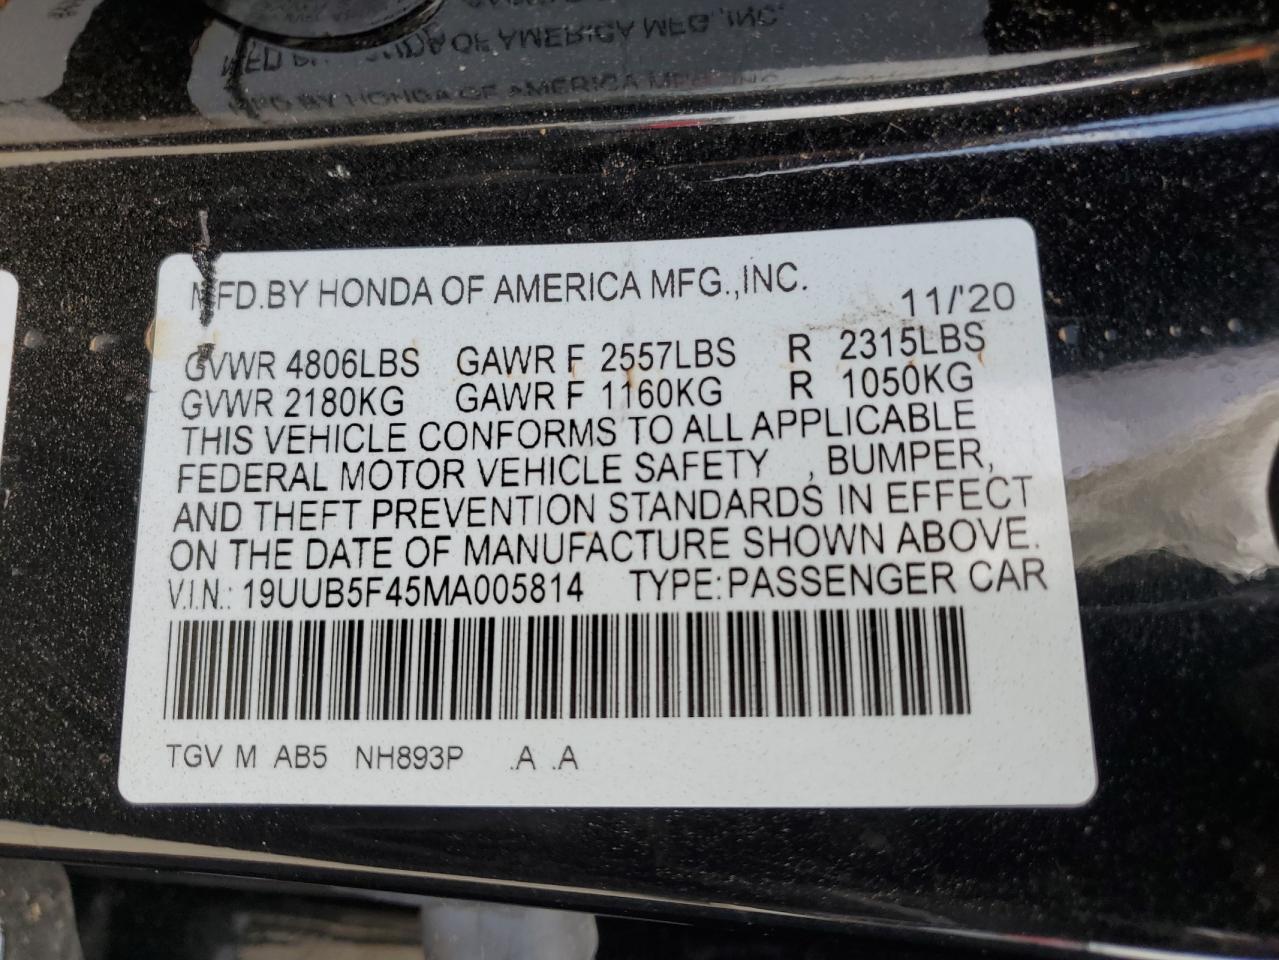 MFD.BY HONDA OF AMERICA MFG.,INC.
11/'20
GVWR 4806LBS GAWR F 2557LBS R 2315LBS
GVWR 2180KG GAWR F 1160KG R 1050KG
THIS VEHICLE CONFORMS TO ALL APPLICABLE
FEDERAL MOTOR VEHICLE SAFETY , BUMPER,
AND THEFT PREVENTION STANDARDS IN EFFECT
ON THE DATE OF MANUFACTURE SHOWN ABOVE.
V.I.N.: 19UUB5F45MA005814 TYPE:PASSENGER CAR
TGV M AB5 NH893P .A .A